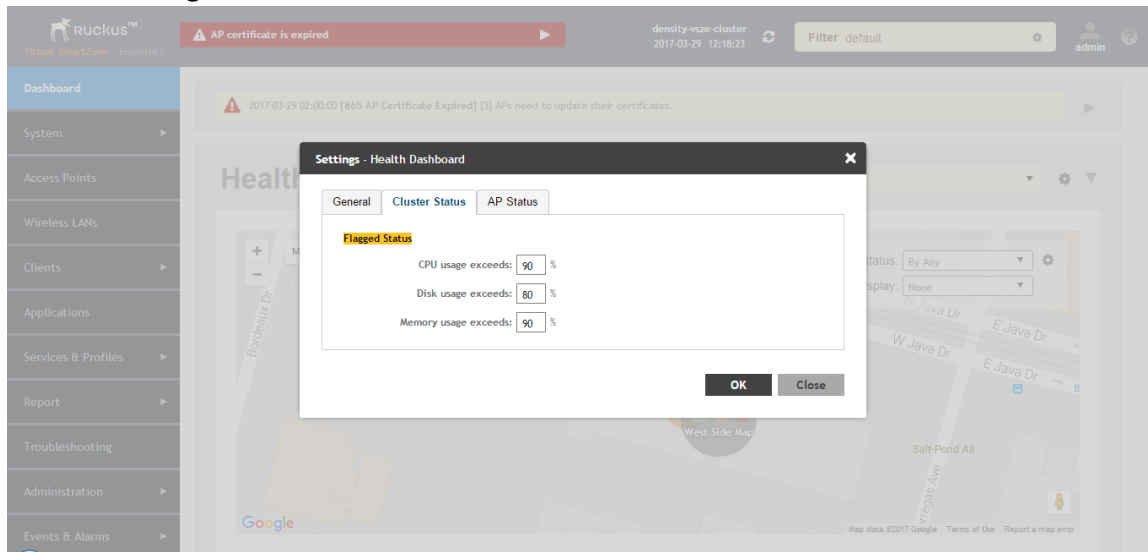 RUCKUS™
Virtual SmartZone - Essentials
AP certificate is expired
density-vsze-cluster
2017-03-29 12:18:23
Filter default
admin
Dashboard
System
Access Points
Wireless LANs
Clients
Applications
Services & Profiles
Report
Troubleshooting
Administration
Events & Alarms
2017-03-29 02:00:00 [865 AP Certificate Expired] [3] APs need to update their certificates.
Settings - Health Dashboard
General
Cluster Status
AP Status
Flagged Status
CPU usage exceeds: 90 %
Disk usage exceeds: 80 %
Memory usage exceeds: 90 %
OK
Close
By Any
None
Bordeaux Dr
W Java Dr
E Java Dr
E Java Dr
West Side Map
Salt-Pond A8
Google
Map data ©2017 Google
Terms of Use
Report a map error